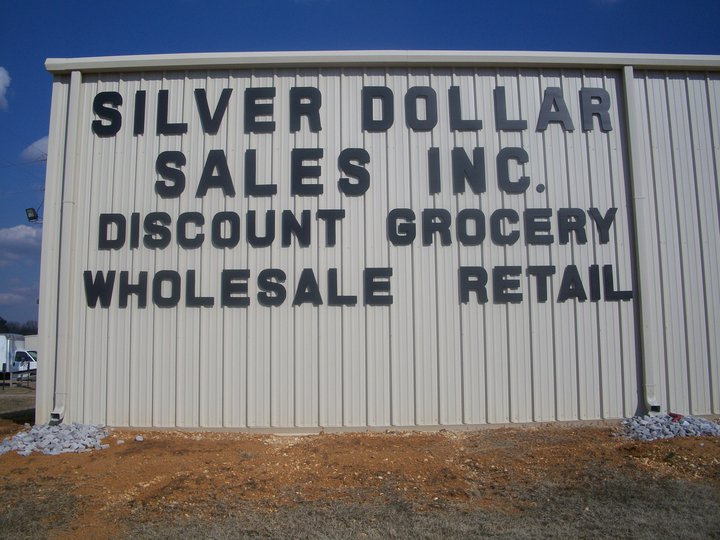 SILVER DOLLAR
SALES INC.
DISCOUNT GROCERY
WHOLESALE RETAIL